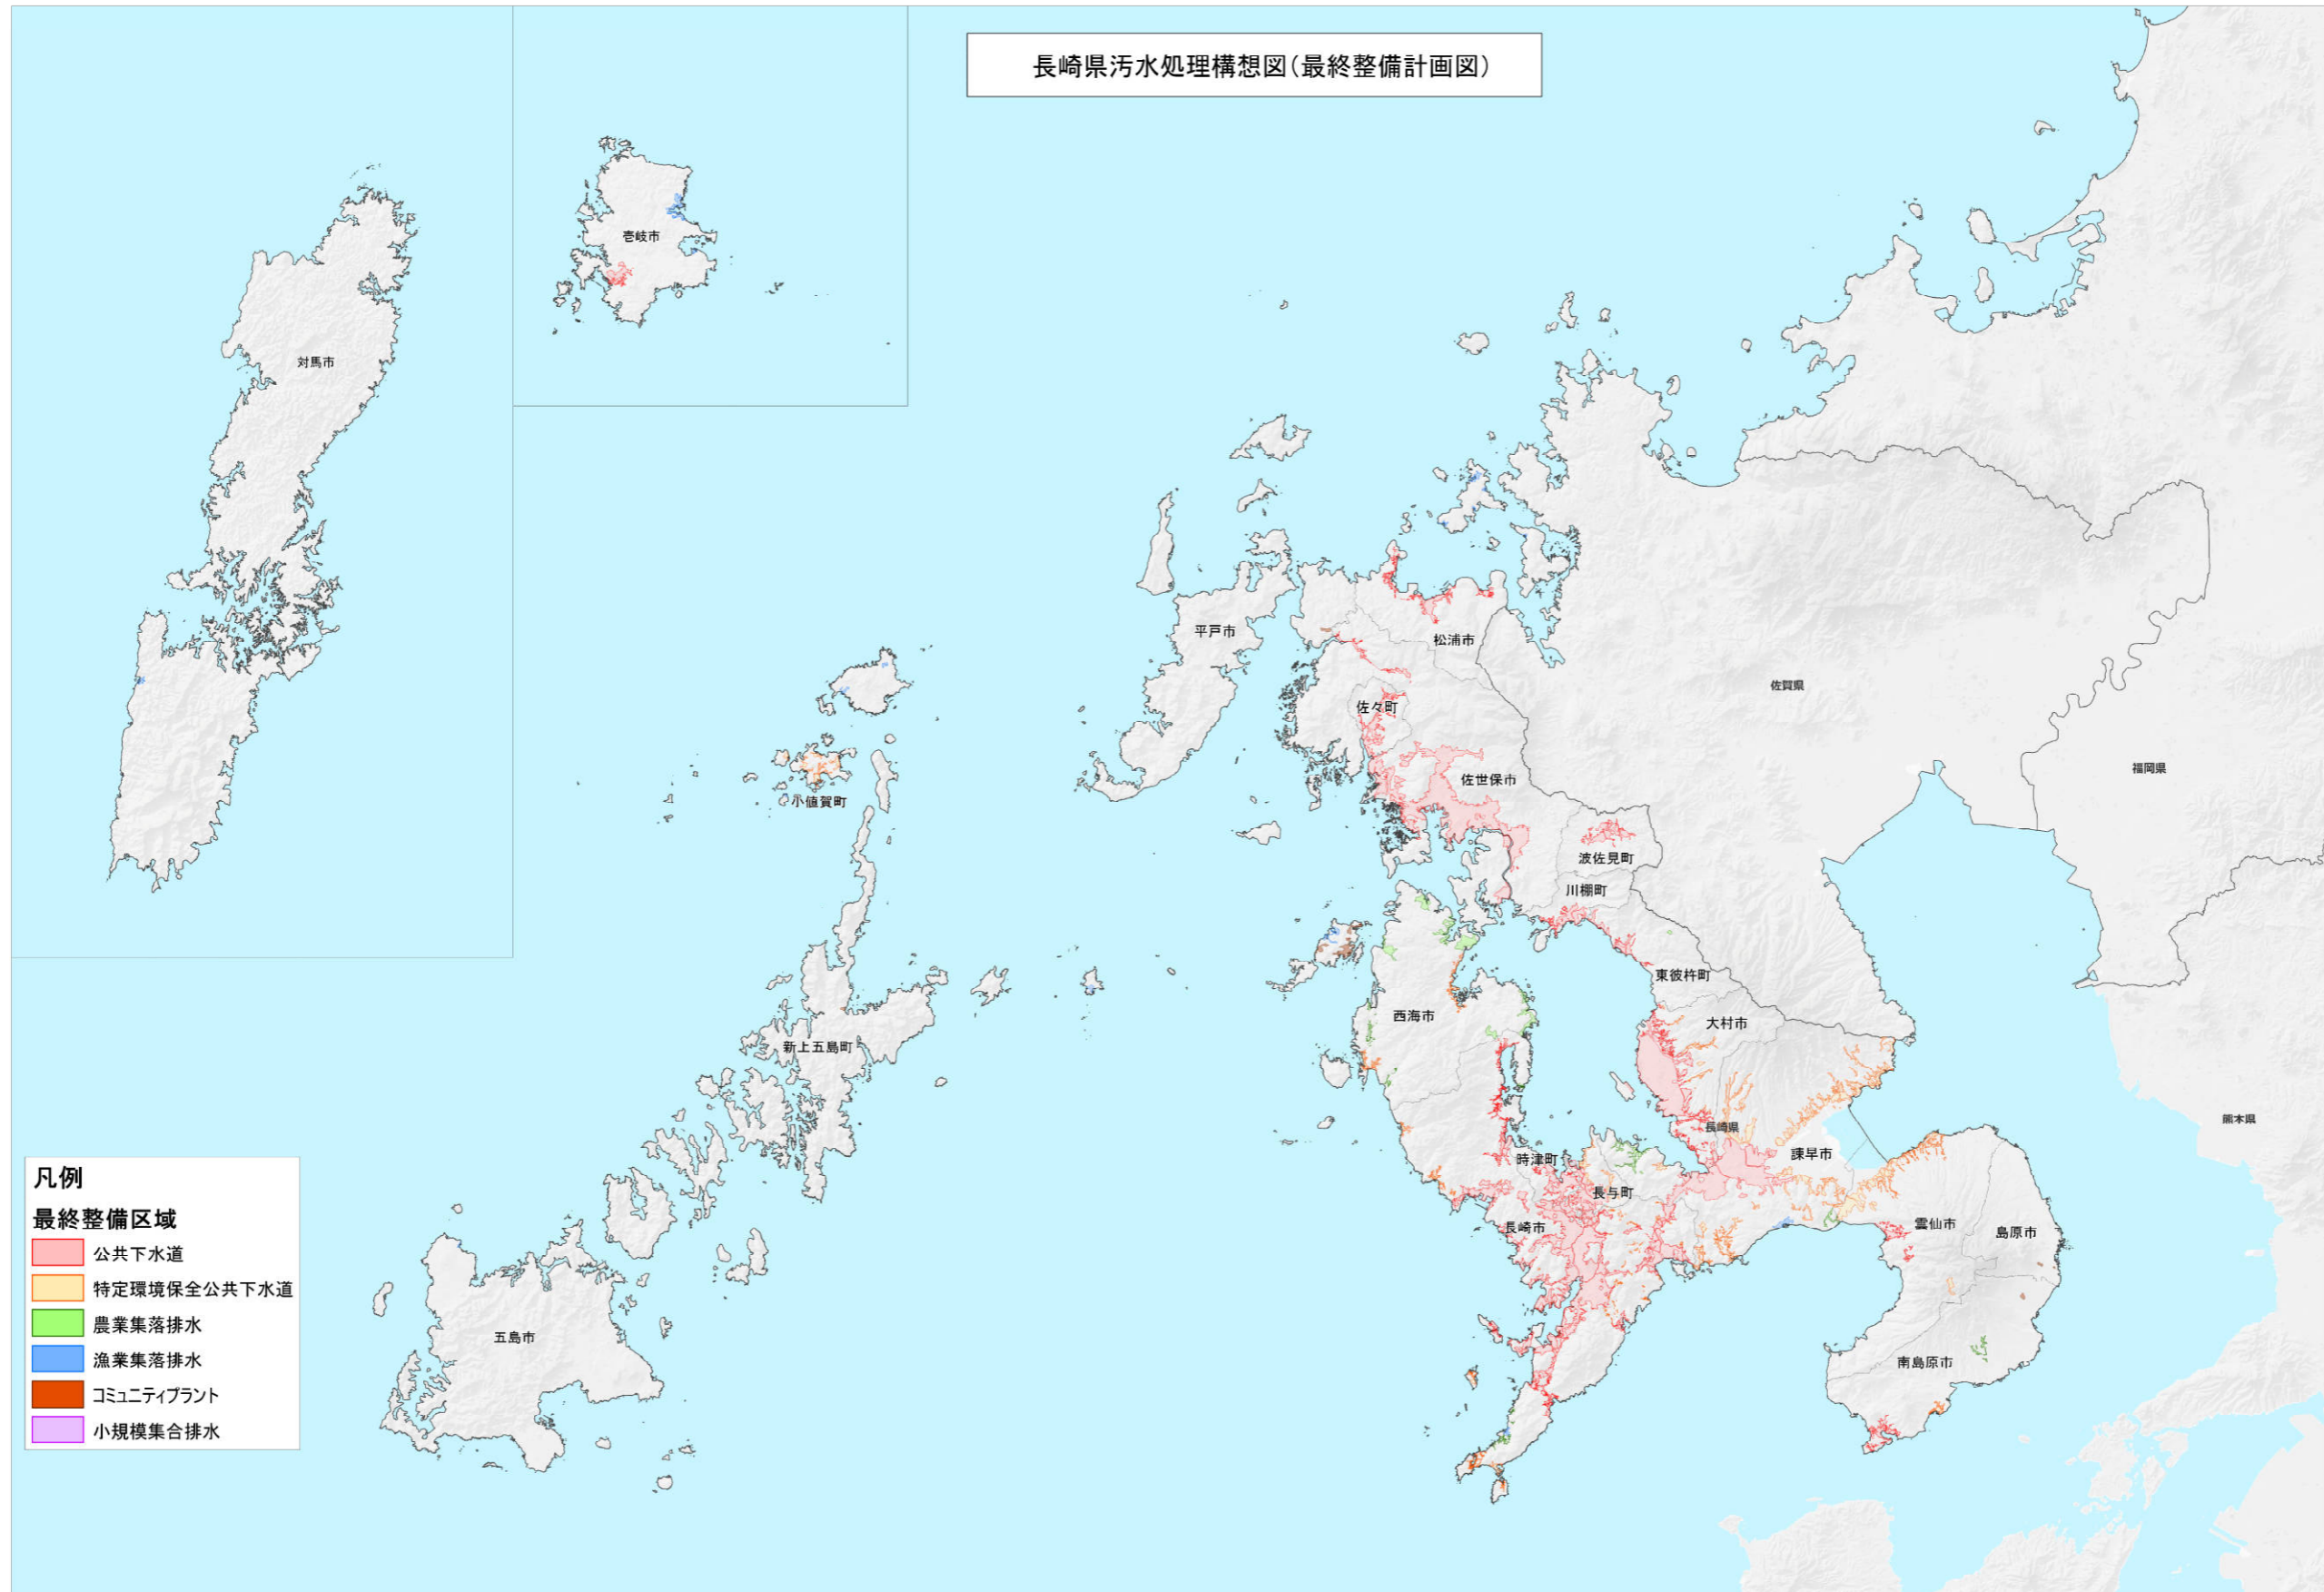 長崎県汚水処理構想図(最終整備計画図)
壱岐市
対馬市
平戸市
松浦市
佐賀県
佐々町
福岡県
佐世保市
小値賀町
波佐見町
川棚町
東彼杵町
西海市
大村市
新上五島町
熊本県
長崎県
諫早市
時津町
長与町
長崎市
雲仙市
島原市
五島市
南島原市
凡例
最終整備区域
公共下水道
特定環境保全公共下水道
農業集落排水
漁業集落排水
コミュニティプラント
小規模集合排水